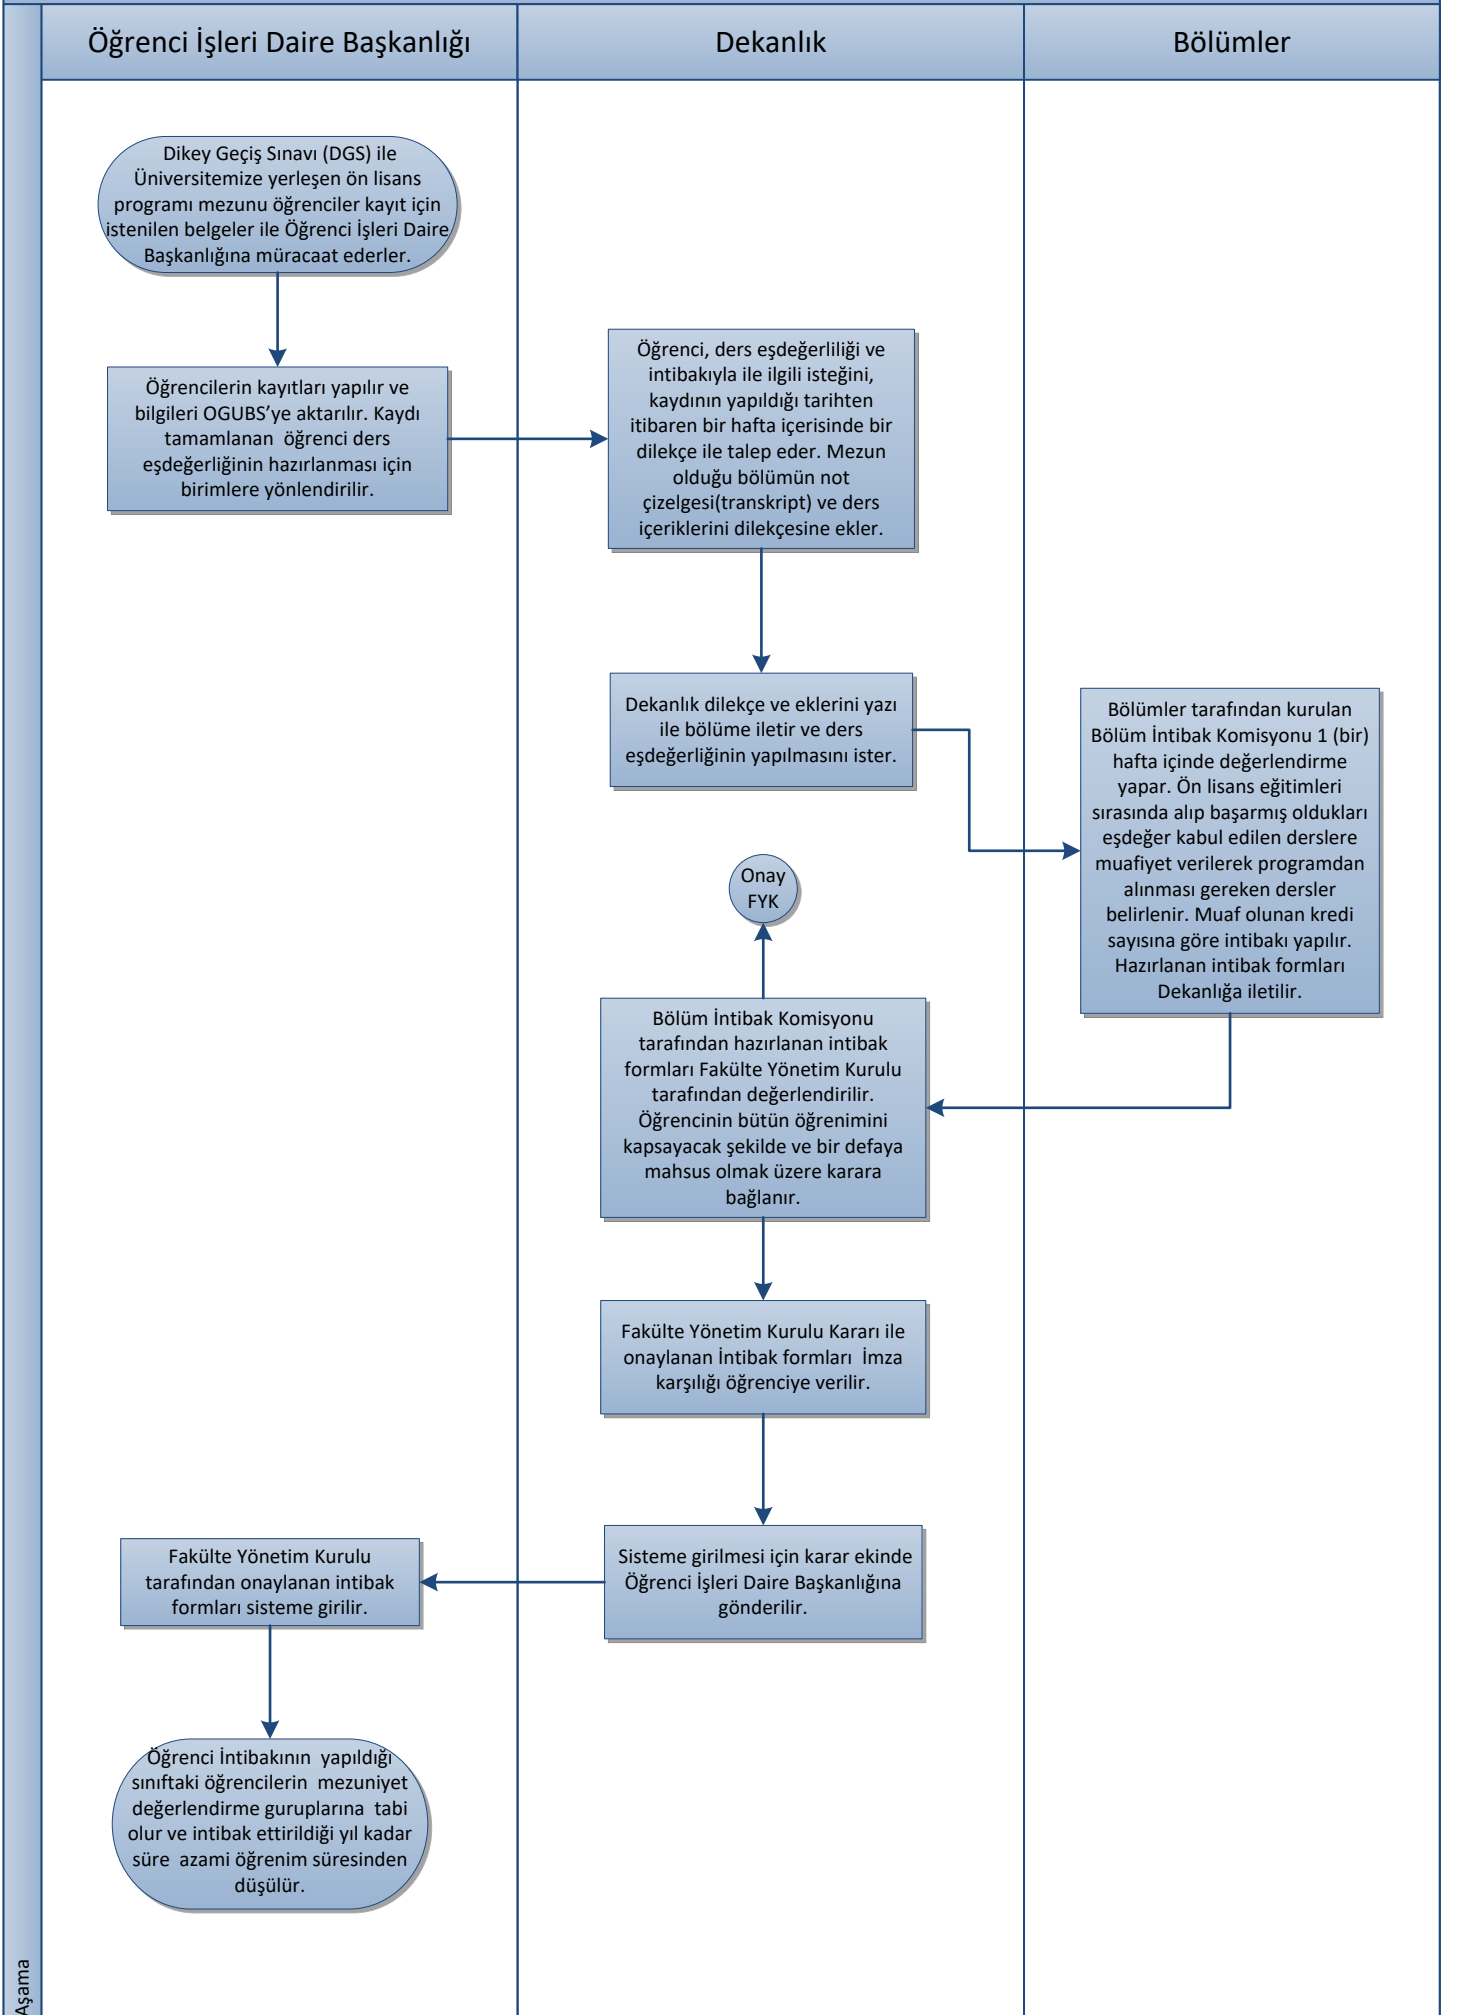 Öğrenci İşleri Daire Başkanlığı
Dekanlık
Bölümler
Dikey Geçiş Sınavı (DGS) ile
Üniversitemize yerleşen ön lisans
programı mezunu öğrenciler kayıt için
istenilen belgeler ile Öğrenci İşleri Daire
Başkanlığına müracaat ederler.
Öğrencilerin kayıtları yapılır ve
bilgileri OGUBS’ye aktarılır. Kaydı
tamamlanan öğrenci ders
eşdeğerliğinin hazırlanması için
birimlere yönlendirilir.
Öğrenci, ders eşdeğerliliği ve
intibakıyla ile ilgili isteğini,
kaydının yapıldığı tarihten
itibaren bir hafta içerisinde bir
dilekçe ile talep eder. Mezun
olduğu bölümün not
çizelgesi(transkript) ve ders
içeriklerini dilekçesine ekler.
Dekanlık dilekçe ve eklerini yazı
ile bölüme iletir ve ders
eşdeğerliğinin yapılmasını ister.
Bölümler tarafından kurulan
Bölüm İntibak Komisyonu 1 (bir)
hafta içinde değerlendirme
yapar. Ön lisans eğitimleri
sırasında alıp başarmış oldukları
eşdeğer kabul edilen derslere
muafiyet verilerek programdan
alınması gereken dersler
belirlenir. Muaf olunan kredi
sayısına göre intibakı yapılır.
Hazırlanan intibak formları
Dekanlığa iletilir.
Onay
FYK
Bölüm İntibak Komisyonu
tarafından hazırlanan intibak
formları Fakülte Yönetim Kurulu
tarafından değerlendirilir.
Öğrencinin bütün öğrenimini
kapsayacak şekilde ve bir defaya
mahsus olmak üzere karara
bağlanır.
Fakülte Yönetim Kurulu Kararı ile
onaylanan İntibak formları İmza
karşılığı öğrenciye verilir.
Sisteme girilmesi için karar ekinde
Öğrenci İşleri Daire Başkanlığına
gönderilir.
Fakülte Yönetim Kurulu
tarafından onaylanan intibak
formları sisteme girilir.
Öğrenci İntibakının yapıldığı
sınıftaki öğrencilerin mezuniyet
değerlendirme guruplarına tabi
olur ve intibak ettirildiği yıl kadar
süre azami öğrenim süresinden
düşülür.
Aşama